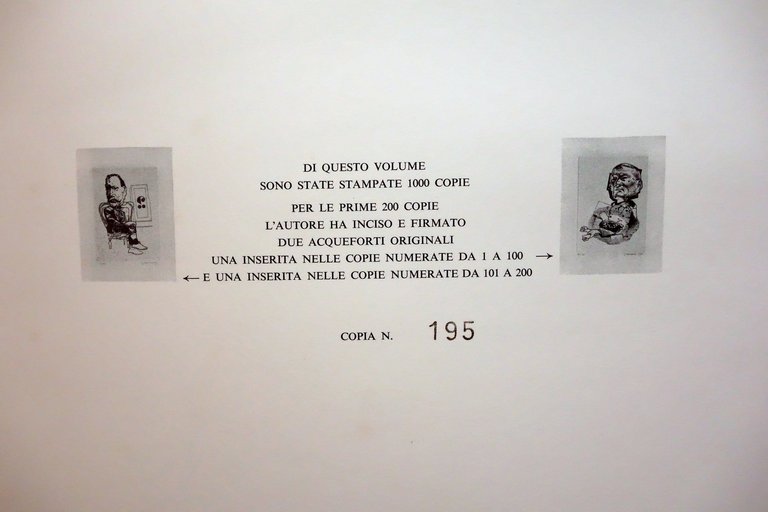 DI QUESTO VOLUME
SONO STATE STAMPATE 1000 COPIE
PER LE PRIME 200 COPIE
L'AUTORE HA INCISO E FIRMATO
DUE ACQUEFORTI ORIGINALI
UNA INSERITA NELLE COPIE NUMERATE DA 1 A 100 →
← E UNA INSERITA NELLE COPIE NUMERATE DA 101 A 200
COPIA N. 195